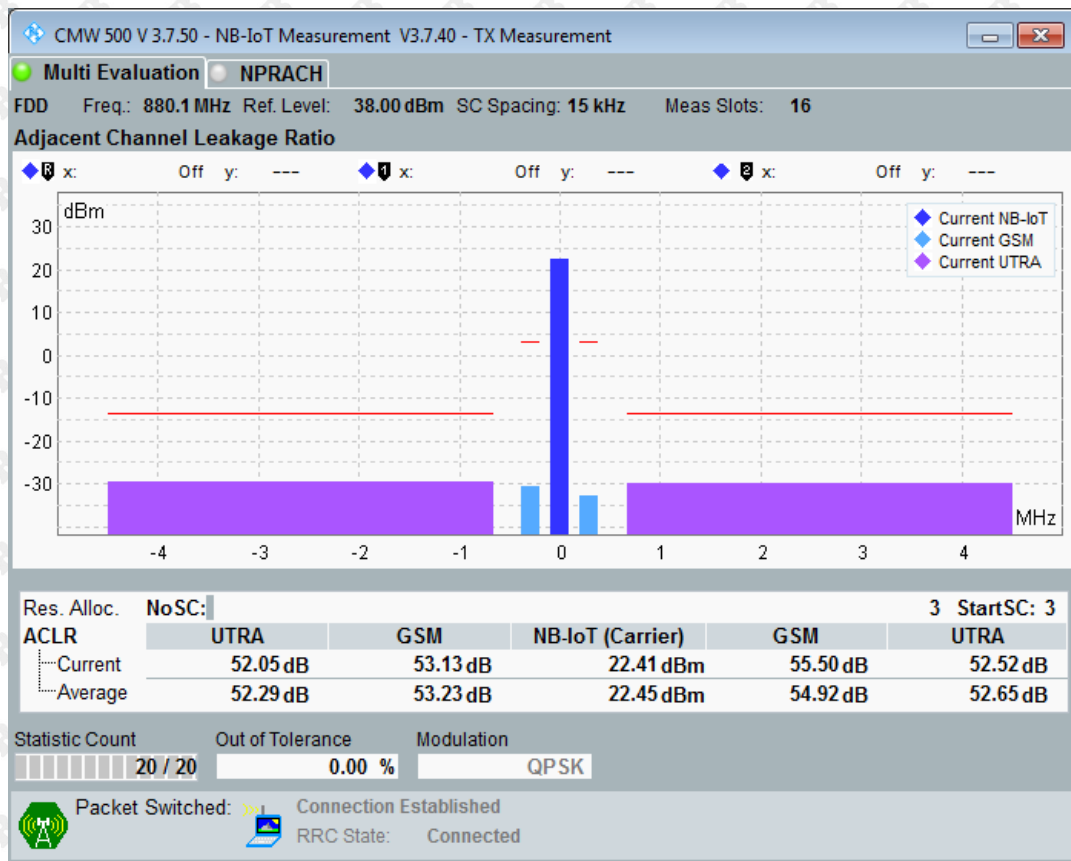 CMW 500 V 3.7.50 - NB-IoT Measurement V3.7.40 - TX Measurement
Multi Evaluation NPRACH
FDD Freq.: 880.1 MHz Ref. Level: 38.00 dBm SC Spacing: 15 kHz Meas Slots: 16
Adjacent Channel Leakage Ratio
R x: Off y: --- 1 x: Off y: --- 2 x: Off y: ---
dBm
Current NB-IoT
Current GSM
Current UTRA
30
20
10
0
-10
-20
-30
MHz
-4 -3 -2 -1 0 1 2 3 4
Res. Alloc. NoSC: 3 StartSC: 3
ACLR UTRA GSM NB-IoT (Carrier) GSM UTRA
Current 52.05 dB 53.13 dB 22.41 dBm 55.50 dB 52.52 dB
Average 52.29 dB 53.23 dB 22.45 dBm 54.92 dB 52.65 dB
Statistic Count Out of Tolerance Modulation
20 / 20 0.00 % QPSK
Packet Switched: Connection Established
RRC State: Connected